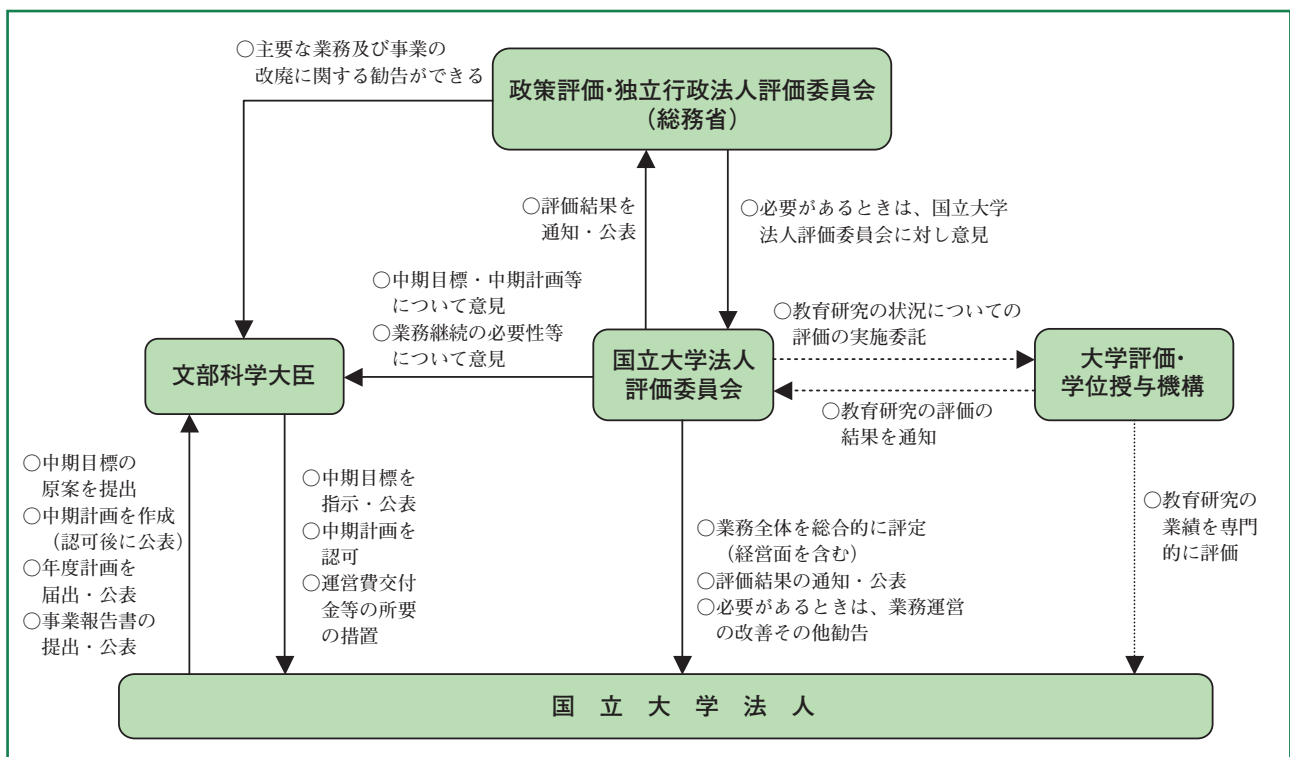 ○主要な業務及び事業の
改廃に関する勧告ができる
政策評価・独立行政法人評価委員会
（総務省）
○評価結果を
通知・公表
○必要があるときは、国立大学
法人評価委員会に対し意見
○中期目標・中期計画等
について意見
○業務継続の必要性等
について意見
○教育研究の状況についての
評価の実施委託
文部科学大臣
国立大学法人
評価委員会
大学評価・
学位授与機構
○教育研究の評価の
結果を通知
○中期目標の
原案を提出
○中期計画を作成
（認可後に公表）
○年度計画を
届出・公表
○事業報告書の
提出・公表
○中期目標を
指示・公表
○中期計画を
認可
○運営費交付
金等の所要
の措置
○業務全体を総合的に評定
（経営面を含む）
○評価結果の通知・公表
○必要があるときは、業務運営
の改善その他勧告
○教育研究の
業績を専門
的に評価
国立大学法人